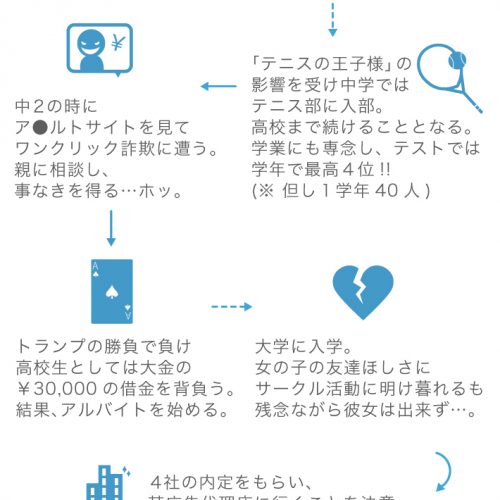 「テニスの王子様」の
影響を受け中学では
テニス部に入部。
高校まで続けることとなる。
学業にも専念し、テストでは
学年で最高４位!!
(※ 但し１学年 40 人 )
¥
中２の時に
ア●ルトサイトを見て
ワンクリック詐欺に遭う。
親に相談し、
事なきを得る…ホッ。
A
A
トランプの勝負で負け
高校生としては大金の
￥30,000 の借金を背負う。
結果、アルバイトを始める。
大学に入学。
女の子の友達ほしさに
サークル活動に明け暮れるも
残念ながら彼女は出来ず…。
４社の内定をもらい、